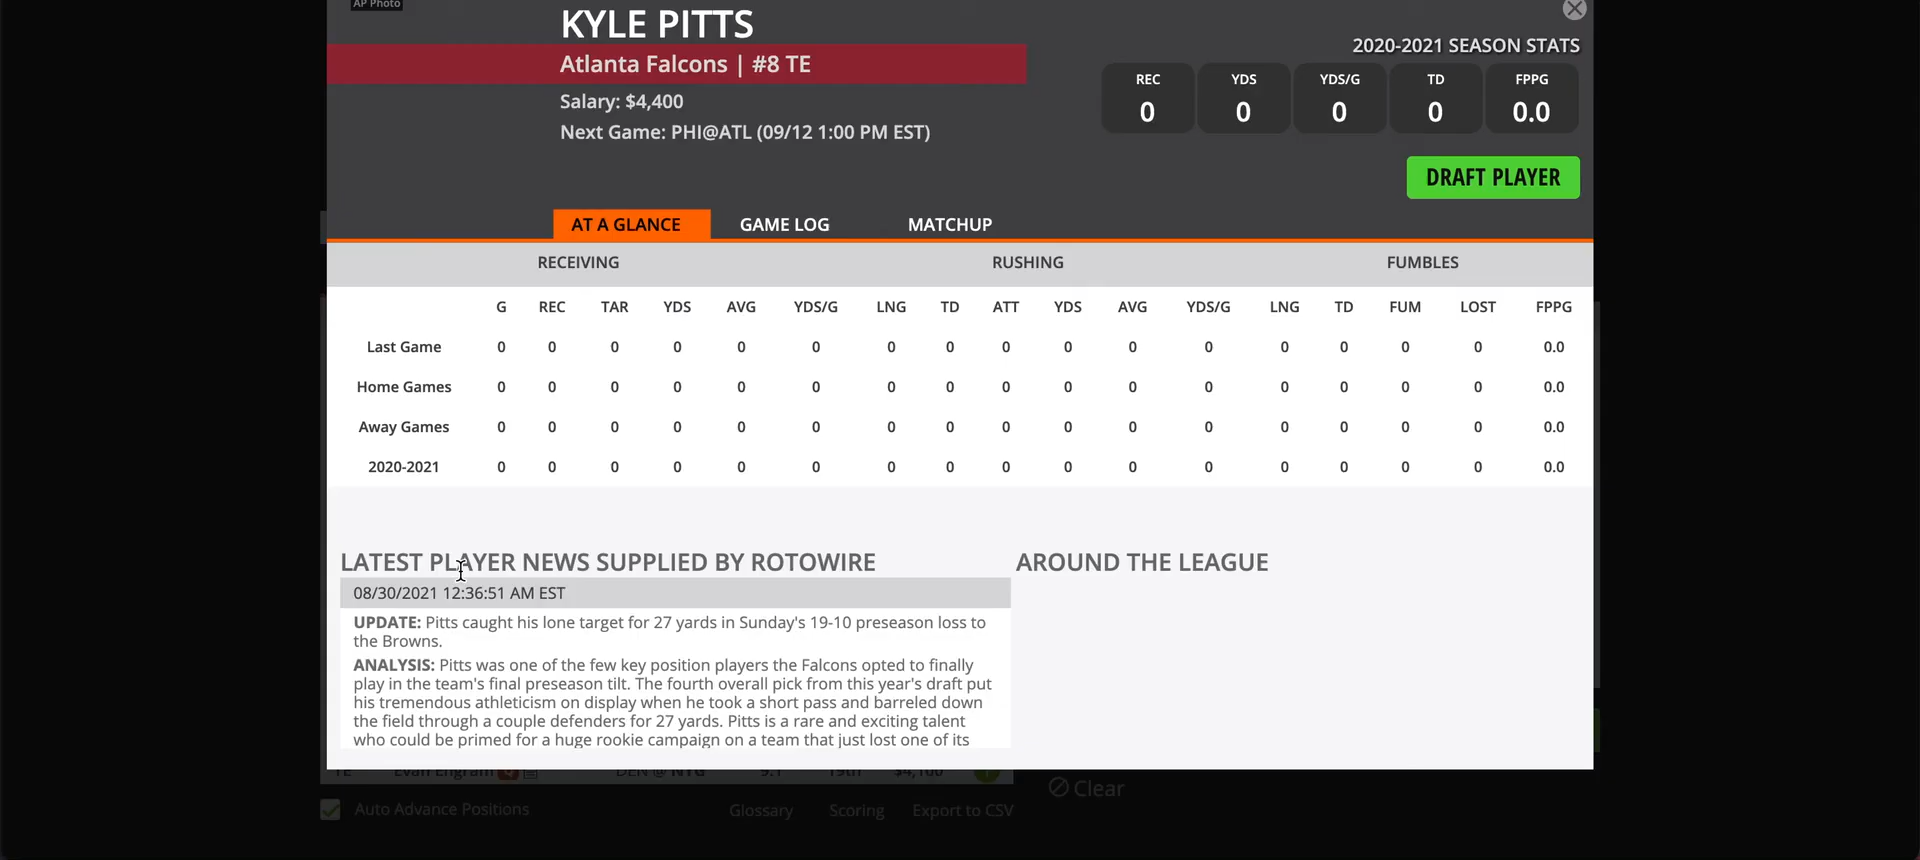 AP Photo
KYLE PITTS
Atlanta Falcons | #8 TE
Salary: $4,400
Next Game: PHI@ATL (09/12 1:00 PM EST)
2020-2021 SEASON STATS
REC YDS YDS/G TD FPPG
0 0 0 0 0.0
DRAFT PLAYER
AT A GLANCE GAME LOG MATCHUP
RECEIVING RUSHING FUMBLES
G REC TAR YDS AVG YDS/G LNG TD ATT YDS AVG YDS/G LNG TD FUM LOST FPPG
Last Game 0 0 0 0 0 0 0 0 0 0 0 0 0 0 0 0 0.0
Home Games 0 0 0 0 0 0 0 0 0 0 0 0 0 0 0 0 0.0
Away Games 0 0 0 0 0 0 0 0 0 0 0 0 0 0 0 0 0.0
2020-2021 0 0 0 0 0 0 0 0 0 0 0 0 0 0 0 0 0.0
LATEST PLAYER NEWS SUPPLIED BY ROTOWIRE
08/30/2021 12:36:51 AM EST
UPDATE: Pitts caught his lone target for 27 yards in Sunday's 19-10 preseason loss to
the Browns.
ANALYSIS: Pitts was one of the few key position players the Falcons opted to finally
play in the team's final preseason tilt. The fourth overall pick from this year's draft put
his tremendous athleticism on display when he took a short pass and barreled down
the field through a couple defenders for 27 yards. Pitts is a rare and exciting talent
who could be primed for a huge rookie campaign on a team that just lost one of its
AROUND THE LEAGUE
TE Evan Engram Q DEN @ NYG 9.1 19th $4,100
Auto Advance Positions
Glossary Scoring Export to CSV
Clear